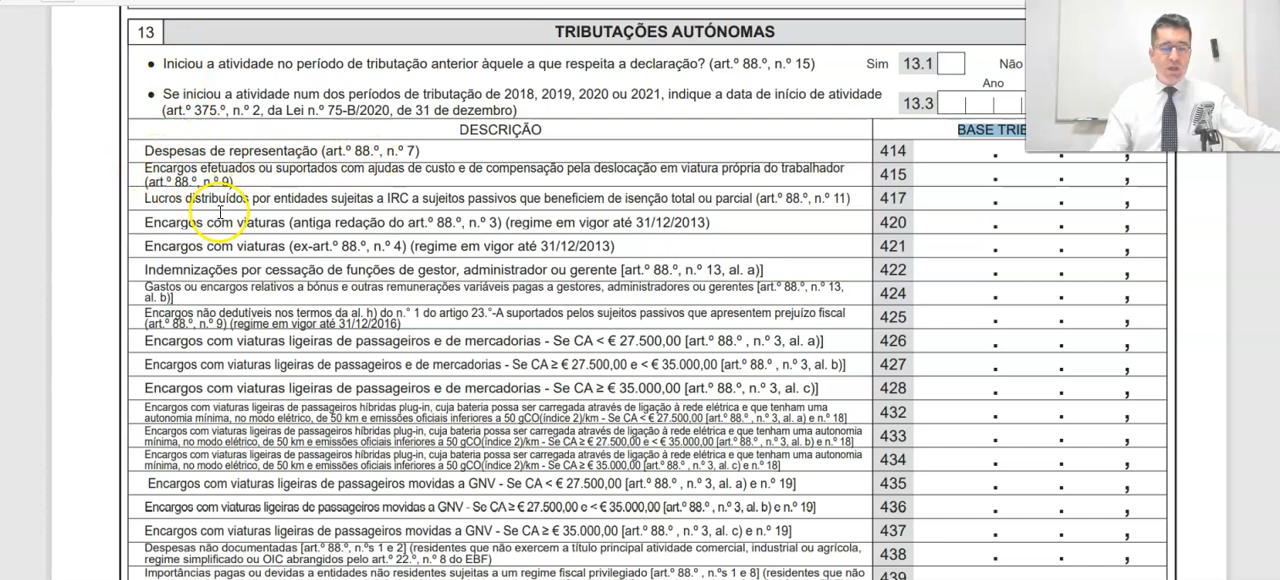 13 TRIBUTAÇÕES AUTÓNOMAS
• Iniciou a atividade no período de tributação anterior àquele a que respeita a declaração? (art.º 88.º, n.º 15) Sim 13.1 Não
• Se iniciou a atividade num dos períodos de tributação de 2018, 2019, 2020 ou 2021, indique a data de início de atividade
(art.º 375.º, n.º 2, da Lei n.º 75-B/2020, de 31 de dezembro)
Ano
13.3
DESCRIÇÃO BASE TRIB
Despesas de representação (art.º 88.º, n.º 7) 414 . . ,
Encargos efetuados ou suportados com ajudas de custo e de compensação pela deslocação em viatura própria do trabalhador
(art.º 88.º, n.º 9) 415 . . ,
Lucros distribuídos por entidades sujeitas a IRC a sujeitos passivos que beneficiem de isenção total ou parcial (art.º 88.º, n.º 11) 417 . . ,
Encargos com viaturas (antiga redação do art.º 88.º, n.º 3) (regime em vigor até 31/12/2013) 420 . . ,
Encargos com viaturas (ex-art.º 88.º, n.º 4) (regime em vigor até 31/12/2013) 421 . . ,
Indemnizações por cessação de funções de gestor, administrador ou gerente [art.º 88.º, n.º 13, al. a)] 422 . . ,
Gastos ou encargos relativos a bónus e outras remunerações variáveis pagas a gestores, administradores ou gerentes [art.º 88.º, n.º 13,
al. b)] 424 . . ,
Encargos não dedutíveis nos termos da al. h) do n.º 1 do artigo 23.º-A suportados pelos sujeitos passivos que apresentem prejuízo fiscal
(art.º 88.º, n.º 9) (regime em vigor até 31/12/2016) 425 . . ,
Encargos com viaturas ligeiras de passageiros e de mercadorias - Se CA < € 27.500,00 [art.º 88.º , n.º 3, al. a)] 426 . . ,
Encargos com viaturas ligeiras de passageiros e de mercadorias - Se CA ≥ € 27.500,00 e < € 35.000,00 [art.º 88.º , n.º 3, al. b)] 427 . . ,
Encargos com viaturas ligeiras de passageiros e de mercadorias - Se CA ≥ € 35.000,00 [art.º 88.º , n.º 3, al. c)] 428 . . ,
Encargos com viaturas ligeiras de passageiros híbridas plug-in, cuja bateria possa ser carregada através de ligação à rede elétrica e que tenham uma
autonomia mínima, no modo elétrico, de 50 km e emissões oficiais inferiores a 50 gCO(índice 2)/km - Se CA < € 27.500,00 [art.º 88.º , n.º 3, al. a) e n.º 18] 432 . . ,
Encargos com viaturas ligeiras de passageiros híbridas plug-in, cuja bateria possa ser carregada através de ligação à rede elétrica e que tenham uma autonomia
mínima, no modo elétrico, de 50 km e emissões oficiais inferiores a 50 gCO(índice 2)/km - Se CA ≥ € 27.500,00 e < € 35.000,00 [art.º 88.º , n.º 3, al. b) e n.º 18] 433 . . ,
Encargos com viaturas ligeiras de passageiros híbridas plug-in, cuja bateria possa ser carregada através de ligação à rede elétrica e que tenham uma autonomia
mínima, no modo elétrico, de 50 km e emissões oficiais inferiores a 50 gCO(índice 2)/km - Se CA ≥ € 35.000,00 [art.º 88.º , n.º 3, al. c) e n.º 18] 434 . . ,
Encargos com viaturas ligeiras de passageiros movidas a GNV - Se CA < € 27.500,00 [art.º 88.º , n.º 3, al. a) e n.º 19] 435 . . ,
Encargos com viaturas ligeiras de passageiros movidas a GNV - Se CA ≥ € 27.500,00 e < € 35.000,00 [art.º 88.º , n.º 3, al. b) e n.º 19] 436 . . ,
Encargos com viaturas ligeiras de passageiros movidas a GNV - Se CA ≥ € 35.000,00 [art.º 88.º , n.º 3, al. c) e n.º 19] 437 . . ,
Despesas não documentadas [art.º 88.º, n.ºs 1 e 2] (residentes que não exercem a título principal atividade comercial, industrial ou agrícola,
regime simplificado ou OIC abrangidos pelo art.º 22.º, n.º 8 do EBF) 438 . . ,
Importâncias pagas ou devidas a entidades não residentes sujeitas a um regime fiscal privilegiado [art.º 88.º , n.ºs 1 e 8] (residentes que não 439